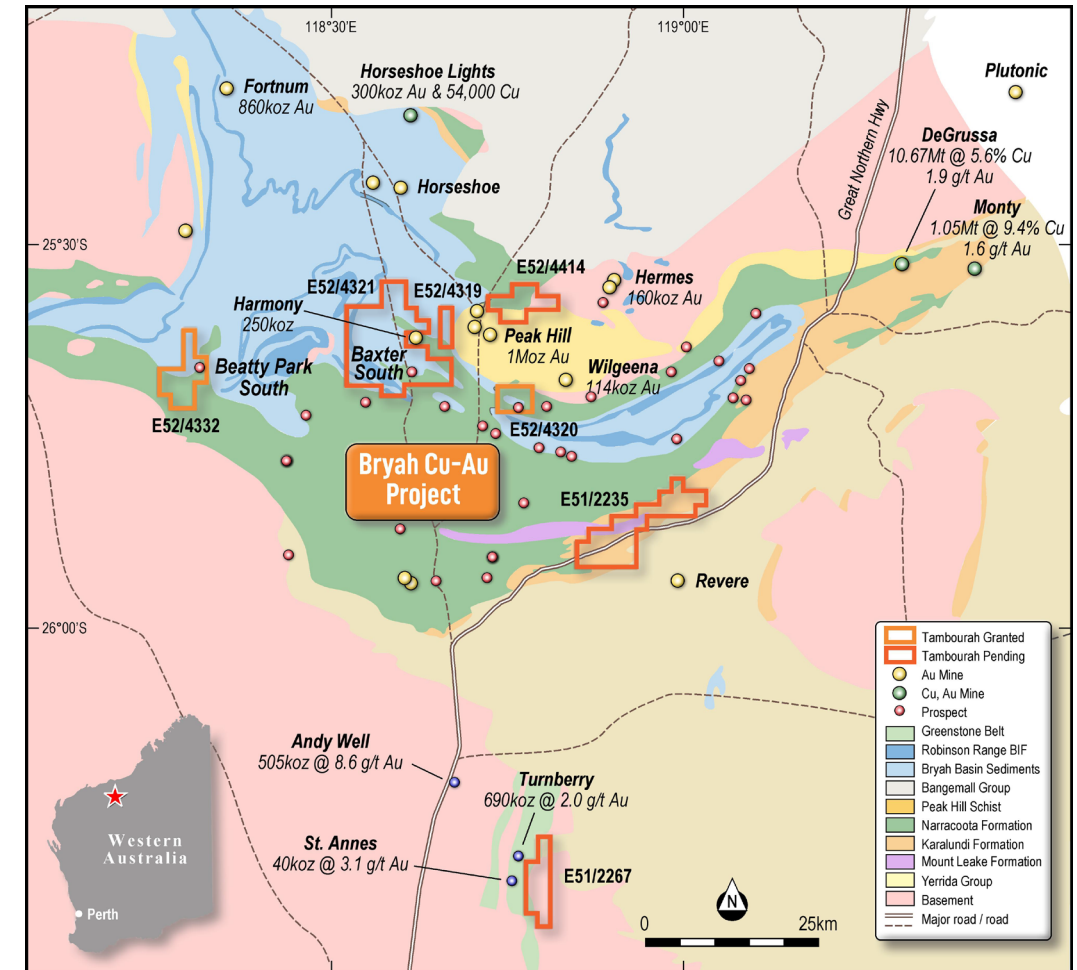 118°30'E
119°00'E
Plutonic
Horseshoe Lights
300koz Au & 54,000 Cu
Fortnum
860koz Au
DeGrussa
10.67Mt @ 5.6% Cu
1.9 g/t Au
Great Northern Hwy
Horseshoe
Monty
1.05Mt @ 9.4% Cu
1.6 g/t Au
25°30'S
E52/4414
E52/4321
E52/4319
Hermes
160koz Au
Harmony
250koz
Peak Hill
1Moz Au
Baxter
South
Beatty Park
South
Wilgeena
114koz Au
E52/4332
E52/4320
Bryah Cu-Au
Project
E51/2235
Revere
26°00'S
Tambourah Granted
Tambourah Pending
Au Mine
Cu, Au Mine
Prospect
Greenstone Belt
Robinson Range BIF
Bryah Basin Sediments
Bangemall Group
Peak Hill Schist
Narracoota Formation
Karalundi Formation
Mount Leake Formation
Yerrida Group
Basement
Major road / road
Andy Well
505koz @ 8.6 g/t Au
Turnberry
690koz @ 2.0 g/t Au
St. Annes
40koz @ 3.1 g/t Au
E51/2267
Western
Australia
Perth
N
0
25km